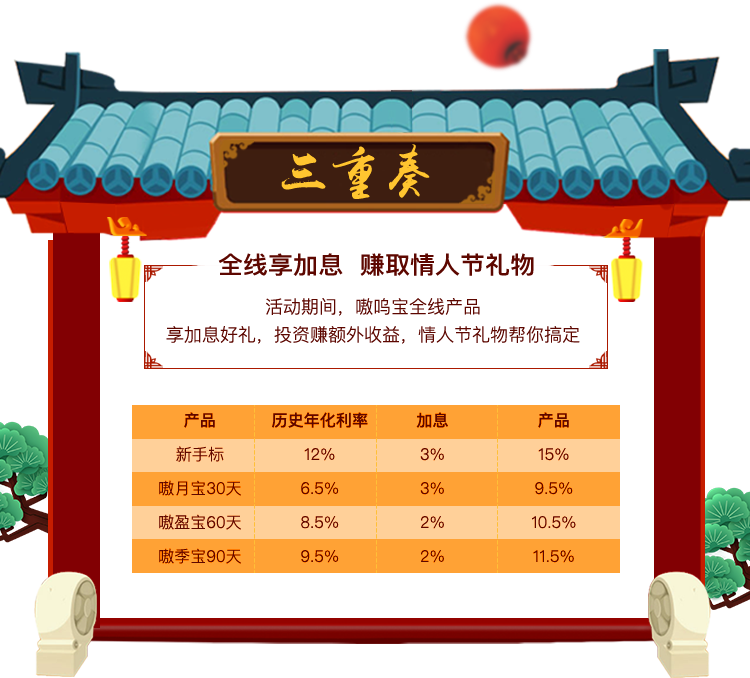 三重奏
全线享加息 赚取情人节礼物
活动期间，嗷呜宝全线产品
享加息好礼，投资赚额外收益，情人节礼物帮你搞定
产品 历史年化利率 加息 产品
新手标 12% 3% 15%
嗷月宝30天 6.5% 3% 9.5%
嗷盈宝60天 8.5% 2% 10.5%
嗷季宝90天 9.5% 2% 11.5%